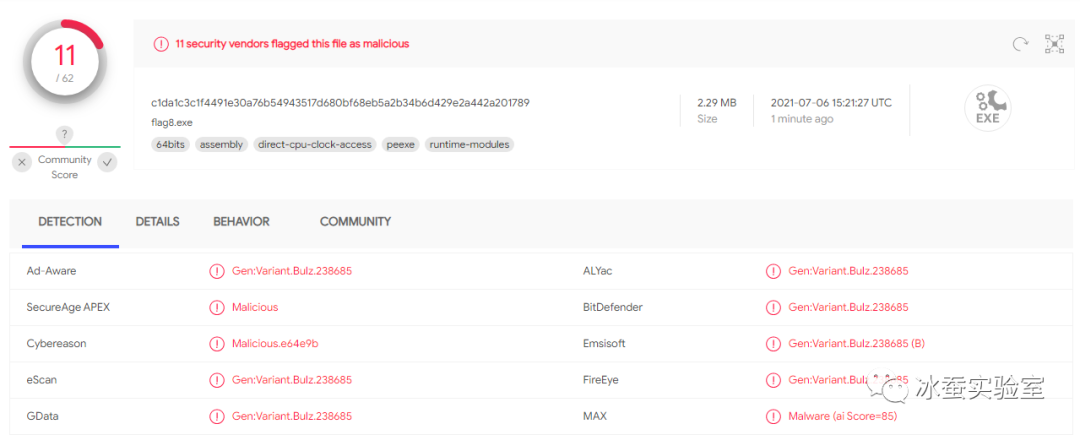 11
/ 62
?
Community
Score
11 security vendors flagged this file as malicious
c1da1c3c1f4491e30a76b54943517d680bf68eb5a2b34b6d429e2a442a201789
flag8.exe
64bits assembly direct-cpu-clock-access peexe runtime-modules
2.29 MB
Size
2021-07-06 15:21:27 UTC
1 minute ago
EXE
DETECTION DETAILS BEHAVIOR COMMUNITY
Ad-Aware Gen:Variant.Bulz.238685 ALYac Gen:Variant.Bulz.238685
SecureAge APEX Malicious BitDefender Gen:Variant.Bulz.238685
Cybereason Malicious.e64e9b Emsisoft Gen:Variant.Bulz.238685 (B)
eScan Gen:Variant.Bulz.238685 FireEye Gen:Variant.Bulz.238685
GData Gen:Variant.Bulz.238685 MAX Malware (ai Score=85)
冰蚕实验室